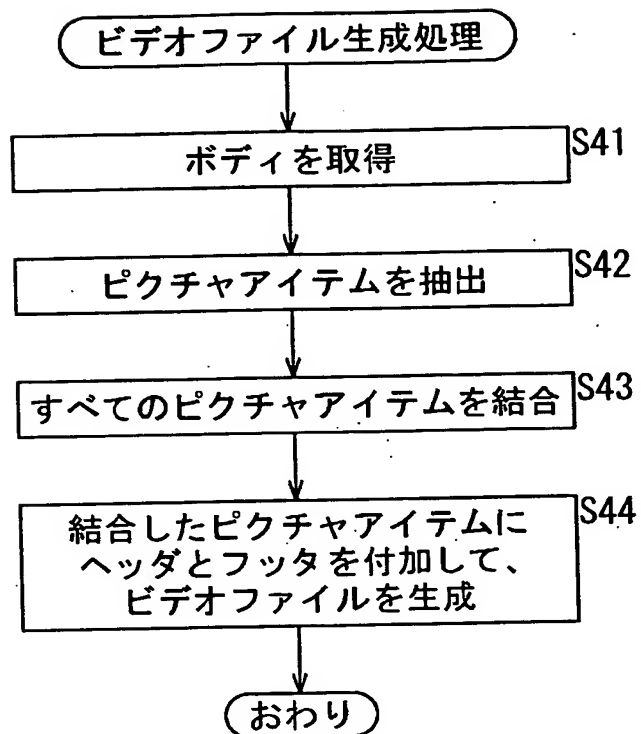 ビデオファイル生成処理
ボディを取得
S41
ピクチャアイテムを抽出
S42
すべてのピクチャアイテムを結合
S43
結合したピクチャアイテムに
ヘッダとフッタを付加して、
ビデオファイルを生成
S44
おわり